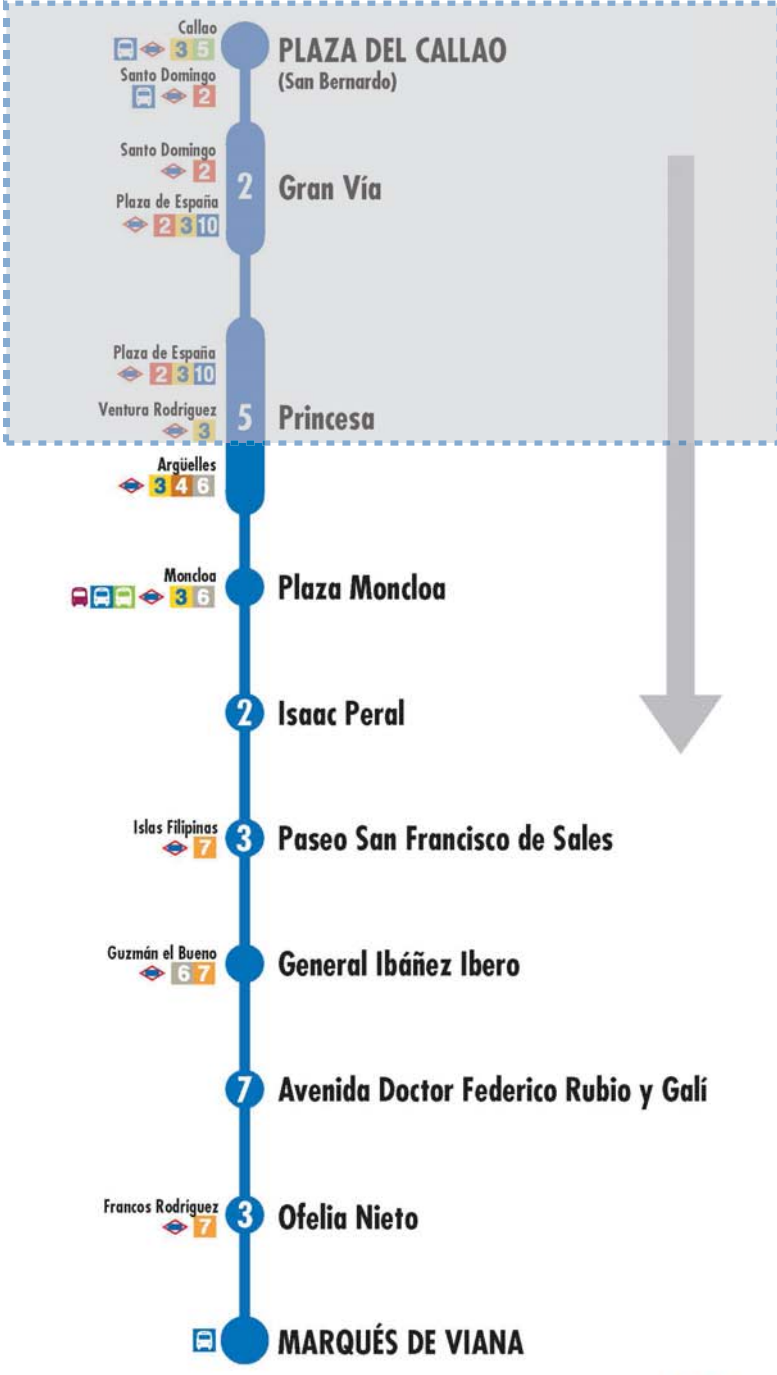 Callao
3 5
PLAZA DEL CALLAO
Santo Domingo
2
(San Bernardo)
Santo Domingo
2
2
Gran Vía
Plaza de España
2 3 10
Plaza de España
2 3 10
Ventura Rodriguez
3
5
Princesa
Argüelles
3 4 6
Moncloa
3 6
Plaza Moncloa
2
Isaac Peral
Islas Filipinas
7
3
Paseo San Francisco de Sales
Guzmán el Bueno
6 7
General Ibáñez Ibero
7
Avenida Doctor Federico Rubio y Galí
Francos Rodriguez
7
3
Ofelia Nieto
MARQUÉS DE VIANA